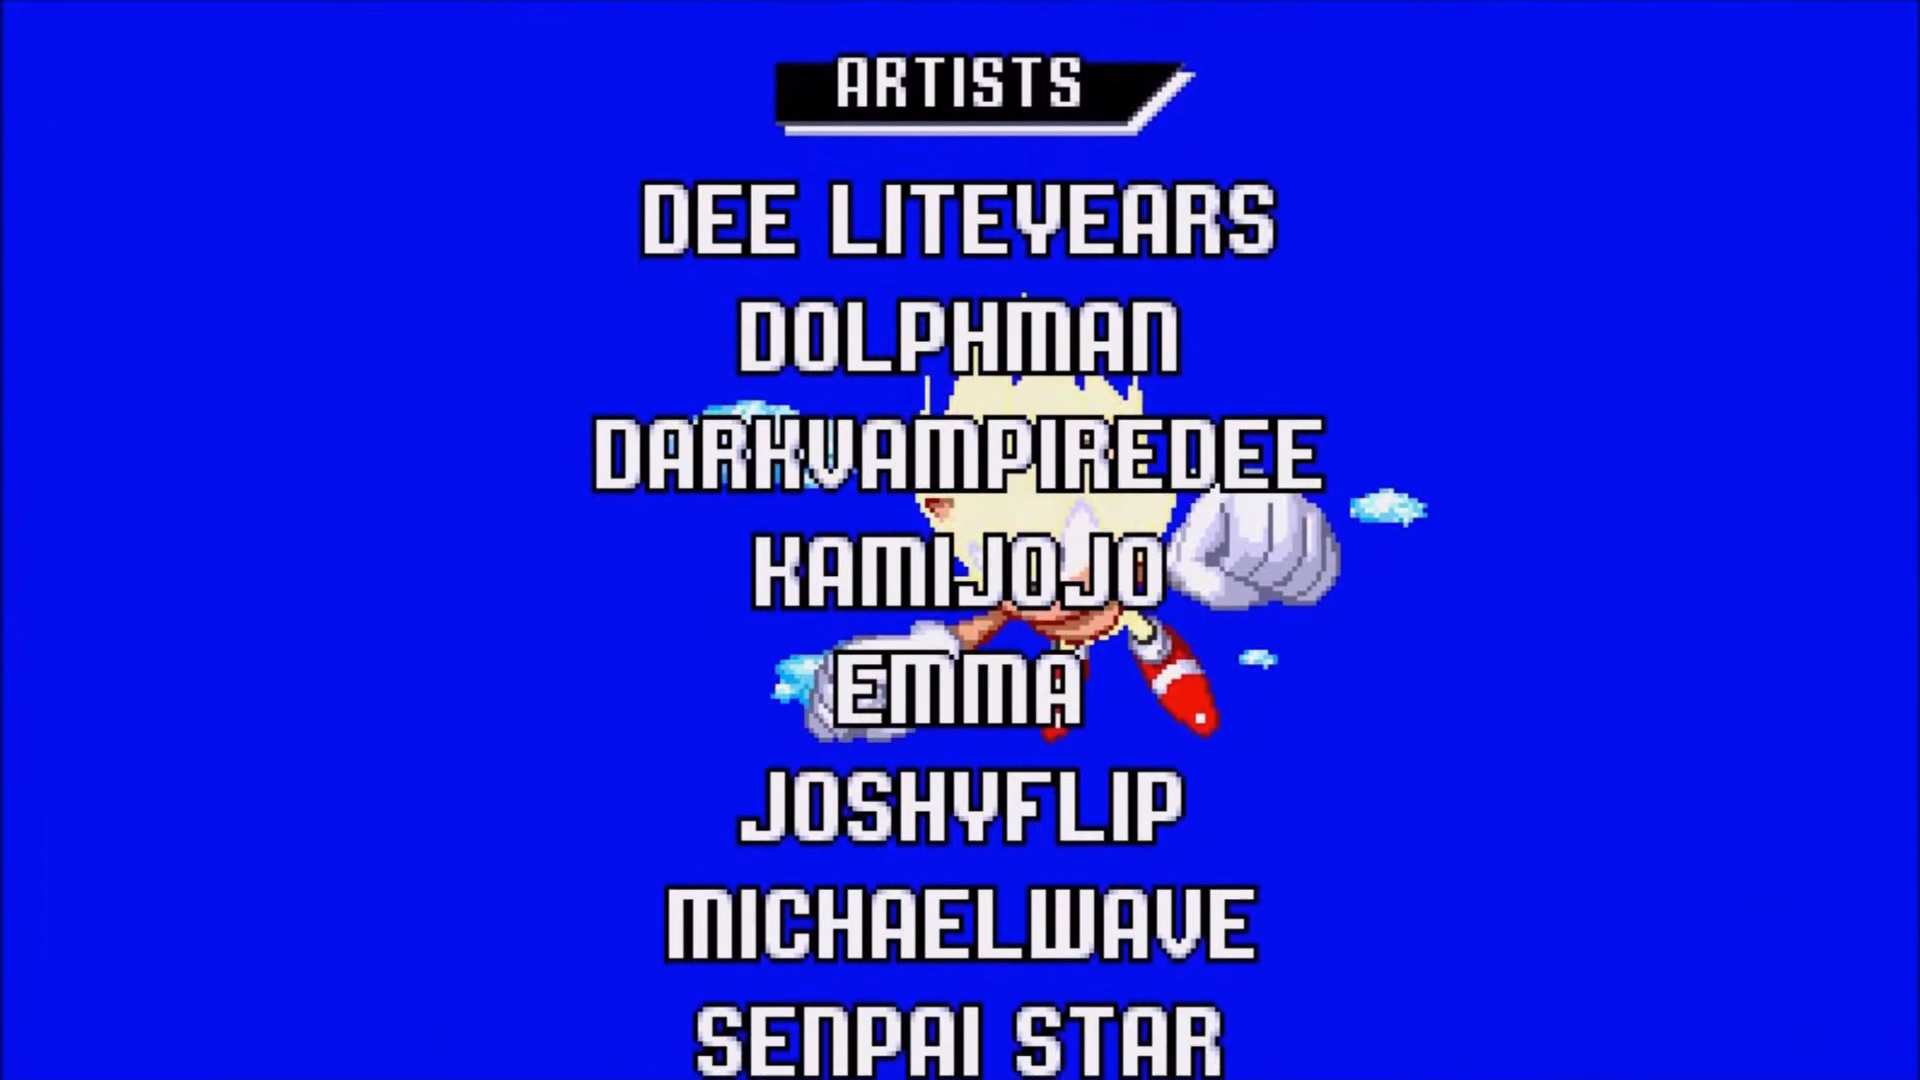 ARTISTS
DEE LITEYEARS
DOLPHMAN
DARKVAMPIREDEE
KAMIJOJO
EMMA
JOSHYFLIP
MICHAELWAVE
SENPAI STAR